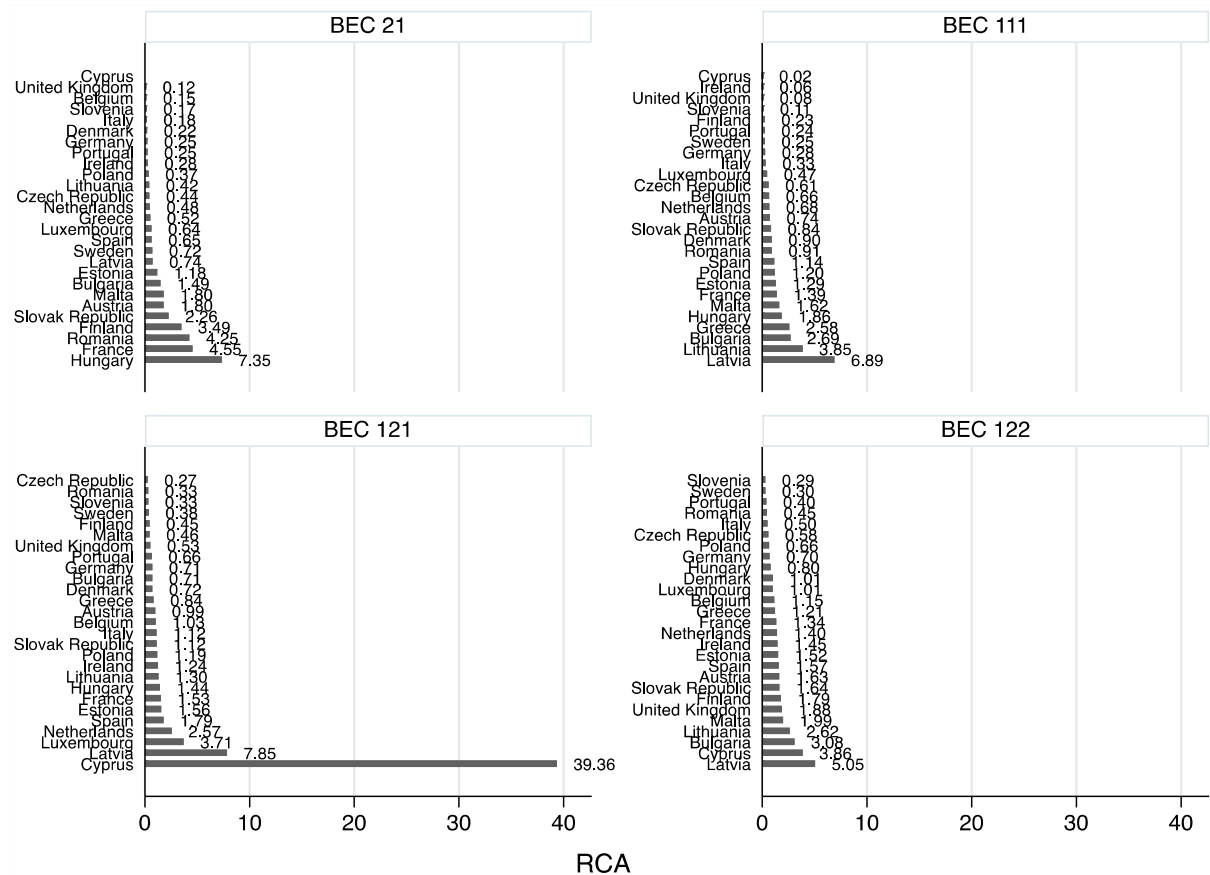 BEC 21
Cyprus
United Kingdom 0.12
Belgium 0.15
Slovenia 0.17
Italy 0.18
Denmark 0.22
Germany 0.25
Portugal 0.25
Ireland 0.28
Poland 0.37
Lithuania 0.42
Czech Republic 0.44
Netherlands 0.48
Greece 0.52
Luxembourg 0.64
Spain 0.65
Sweden 0.72
Latvia 0.74
Estonia 1.18
Bulgaria 1.49
Malta 1.80
Austria 1.80
Slovak Republic 2.26
Finland 3.49
Romania 4.25
France 4.55
Hungary 7.35
BEC 111
Cyprus 0.02
Ireland 0.06
United Kingdom 0.08
Slovenia 0.11
Finland 0.23
Portugal 0.24
Sweden 0.25
Germany 0.28
Italy 0.33
Luxembourg 0.47
Czech Republic 0.61
Belgium 0.66
Netherlands 0.68
Austria 0.74
Slovak Republic 0.84
Denmark 0.90
Romania 0.91
Spain 1.14
Poland 1.20
Estonia 1.29
France 1.39
Malta 1.62
Hungary 1.86
Greece 2.58
Bulgaria 2.69
Lithuania 3.85
Latvia 6.89
BEC 121
Czech Republic 0.27
Romania 0.33
Slovenia 0.33
Sweden 0.38
Finland 0.45
Malta 0.46
United Kingdom 0.53
Portugal 0.66
Germany 0.71
Bulgaria 0.71
Denmark 0.72
Greece 0.84
Austria 0.99
Belgium 1.03
Italy 1.12
Slovak Republic 1.12
Poland 1.19
Ireland 1.24
Lithuania 1.30
Hungary 1.44
France 1.53
Estonia 1.56
Spain 1.79
Netherlands 2.57
Luxembourg 3.71
Latvia 7.85
Cyprus 39.36
0 10 20 30 40
BEC 122
Slovenia 0.29
Sweden 0.30
Portugal 0.40
Romania 0.45
Italy 0.50
Czech Republic 0.58
Poland 0.66
Germany 0.70
Hungary 0.80
Denmark 1.01
Luxembourg 1.01
Belgium 1.15
Greece 1.21
France 1.34
Netherlands 1.40
Ireland 1.45
Estonia 1.52
Spain 1.57
Austria 1.63
Slovak Republic 1.64
Finland 1.79
United Kingdom 1.88
Malta 1.99
Lithuania 2.62
Bulgaria 3.08
Cyprus 3.86
Latvia 5.05
0 10 20 30 40
RCA